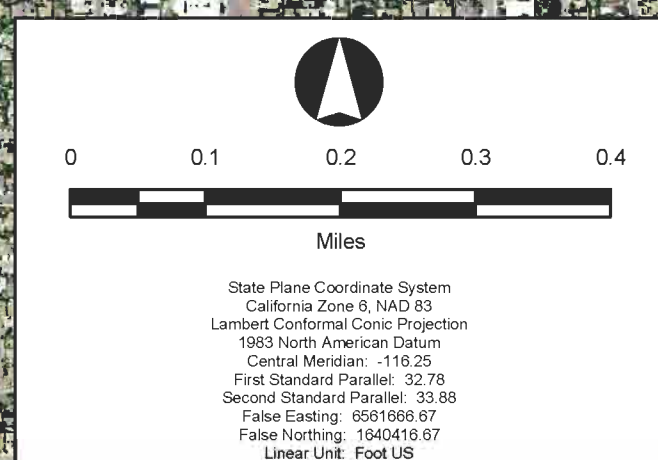 0 0.1 0.2 0.3 0.4
Miles
State Plane Coordinate System
California Zone 6, NAD 83
Lambert Conformal Conic Projection
1983 North American Datum
Central Meridian: -116.25
First Standard Parallel: 32.78
Second Standard Parallel: 33.88
False Easting: 6561666.67
False Northing: 1640416.67
Linear Unit: Foot US